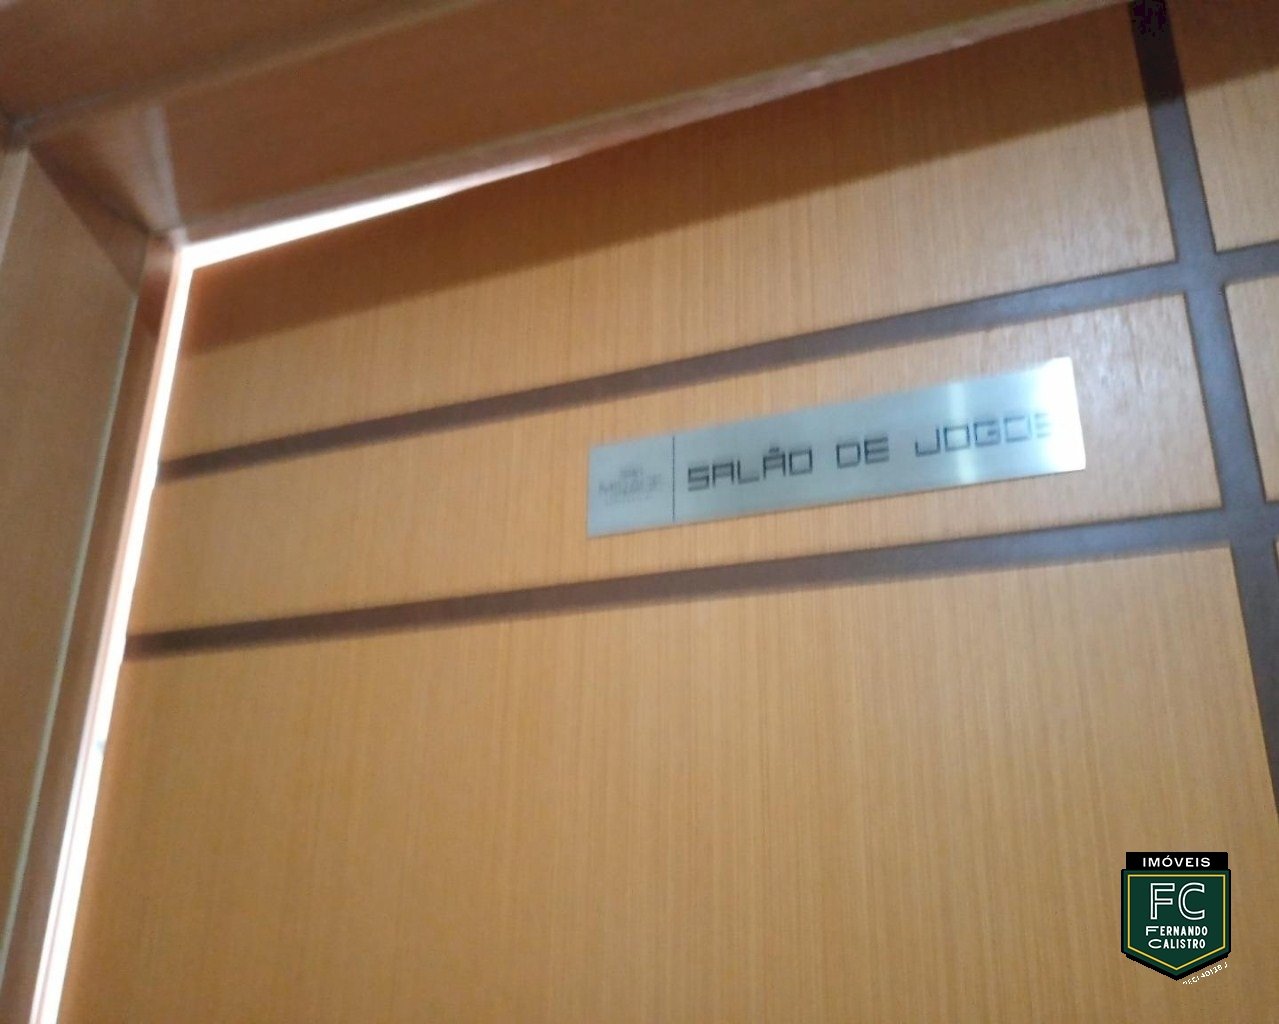 SALÃO DE JOGOS
IMÓVEIS
FC
FERNANDO
CALISTRO